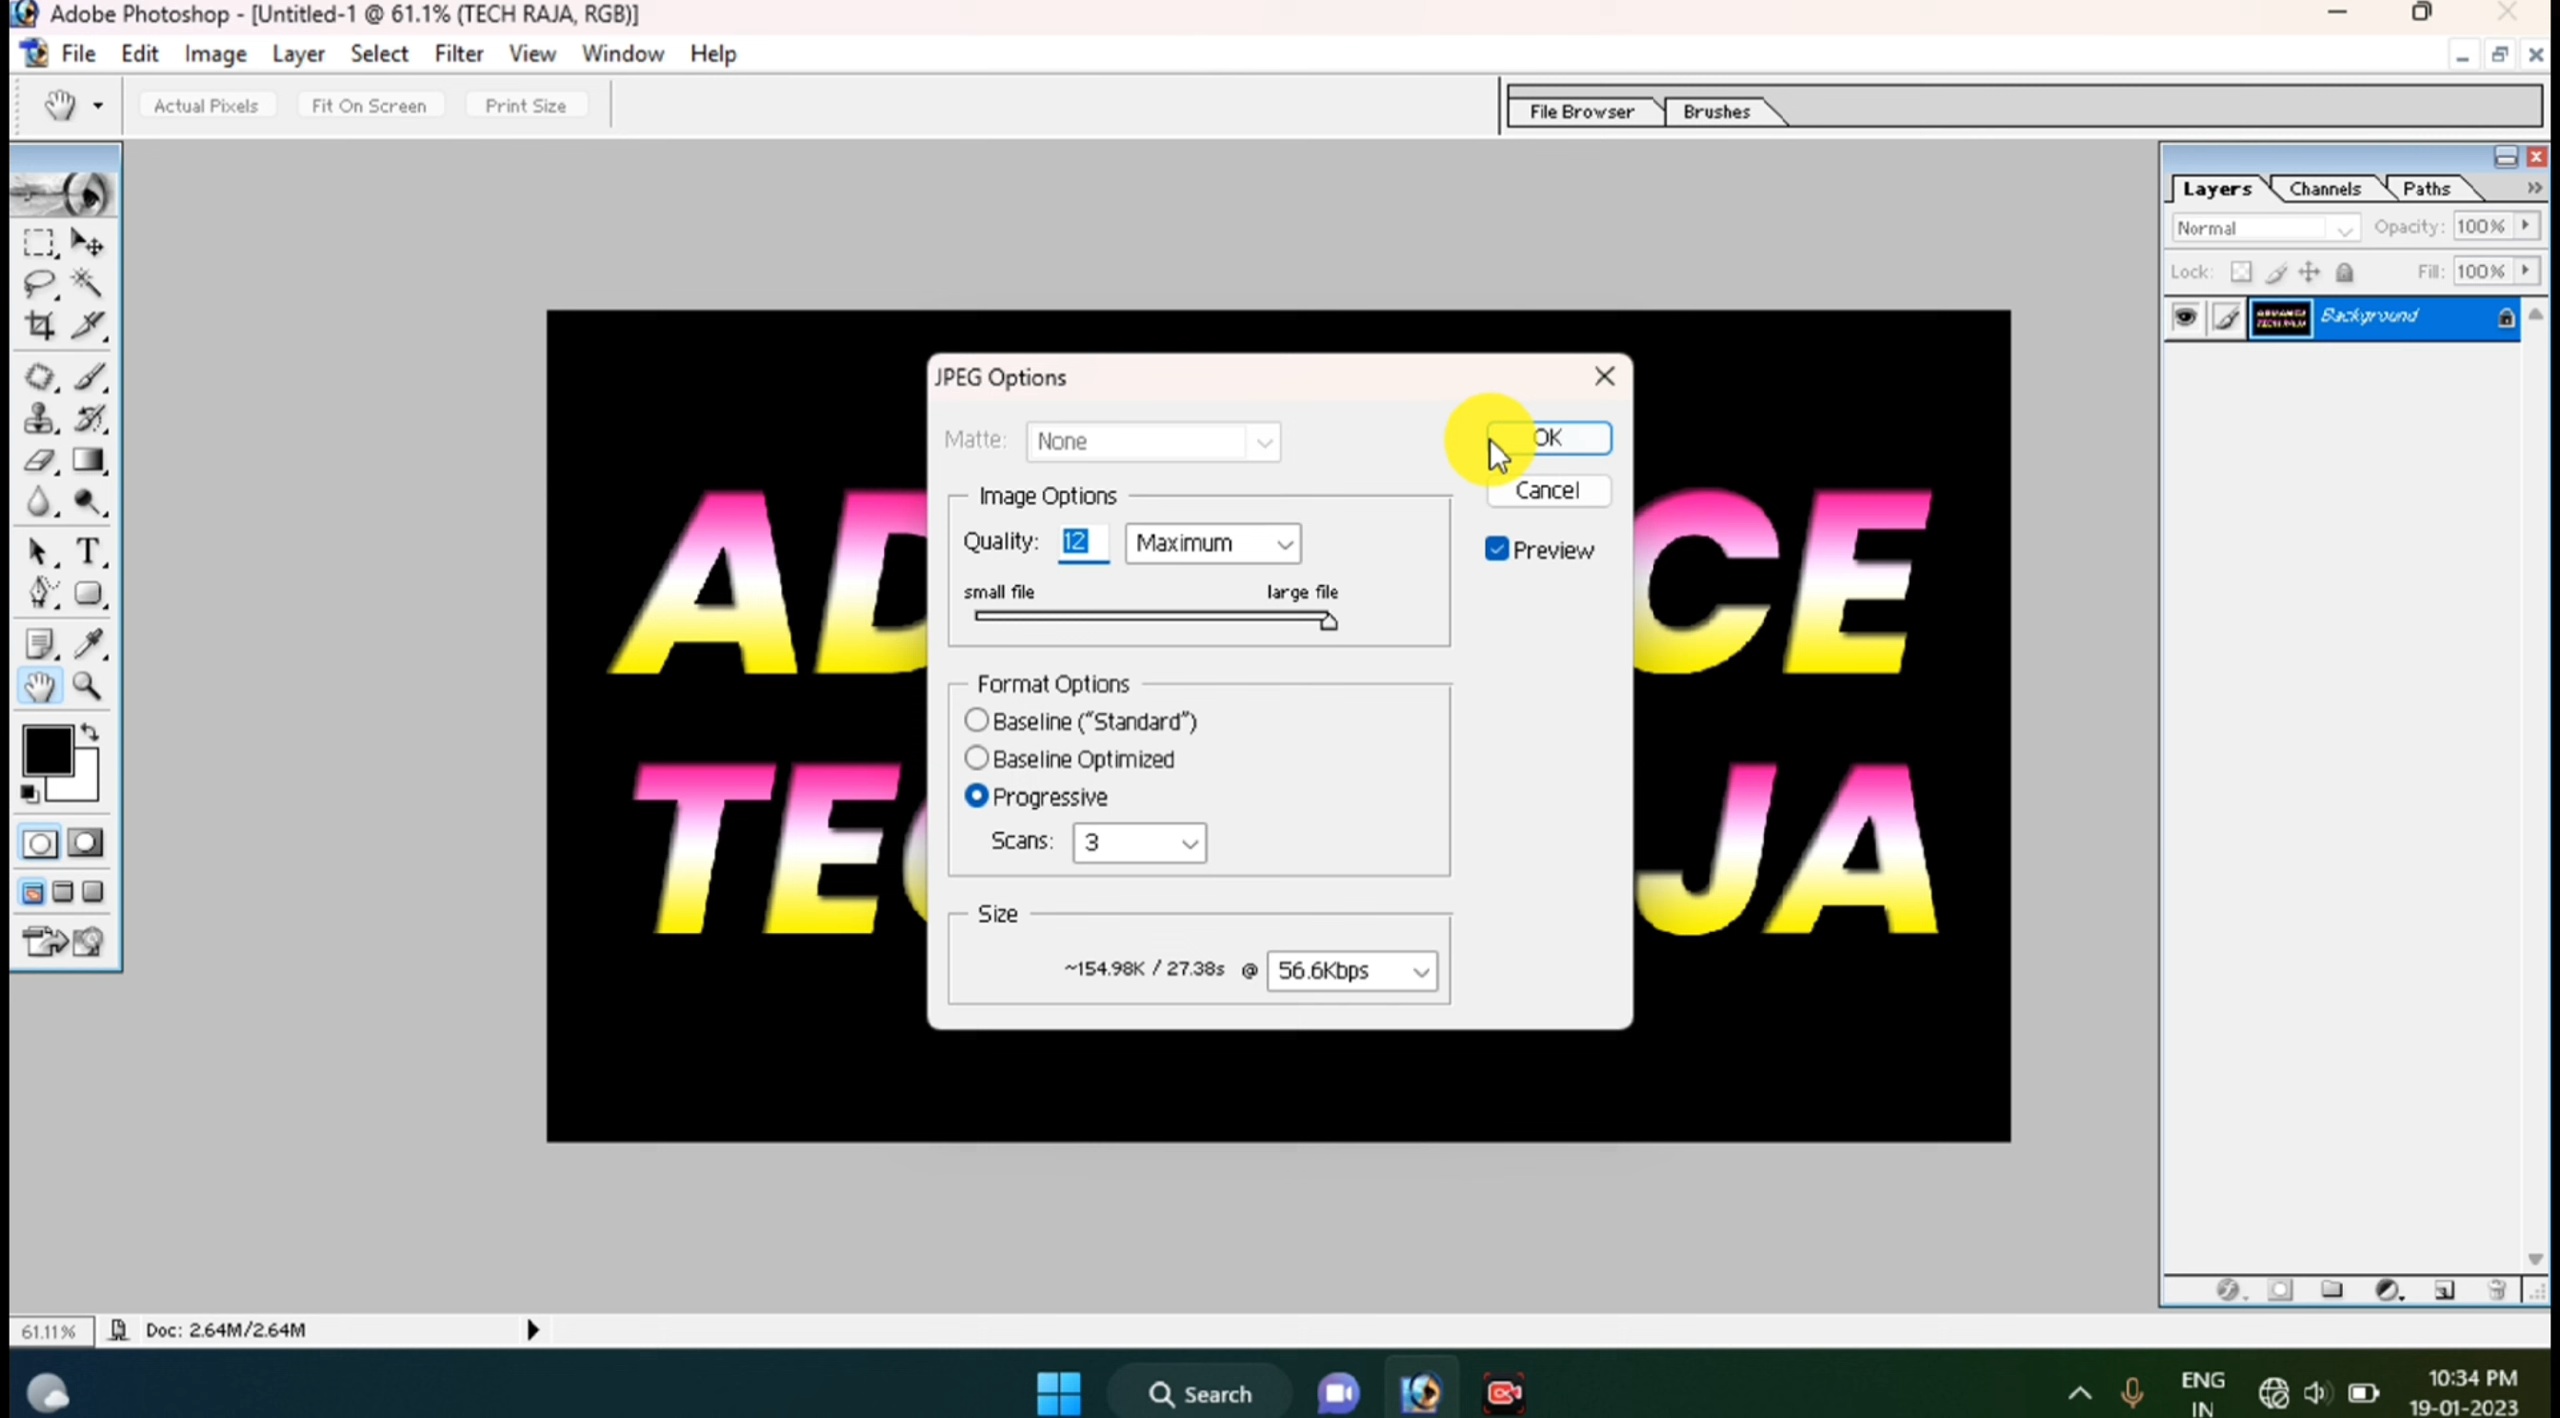 Adobe Photoshop - [Untitled-1 @ 61.1% (TECH RAJA, RGB)]
File Edit Image Layer Select Filter View Window Help
Actual Pixels Fit On Screen Print Size
File Browser Brushes
Layers Channels Paths
Normal Opacity: 100%
Lock: Fill: 100%
Background
JPEG Options
Matte: None
OK
Cancel
Preview
Image Options
Quality: 12 Maximum
small file large file
Format Options
Baseline ("Standard")
Baseline Optimized
Progressive
Scans: 3
Size
~154.98K / 27.38s @ 56.6Kbps
AD CE
TEC JA
61.11% Doc: 2.64M/2.64M
Search
ENG
IN
10:34 PM
19-01-2023